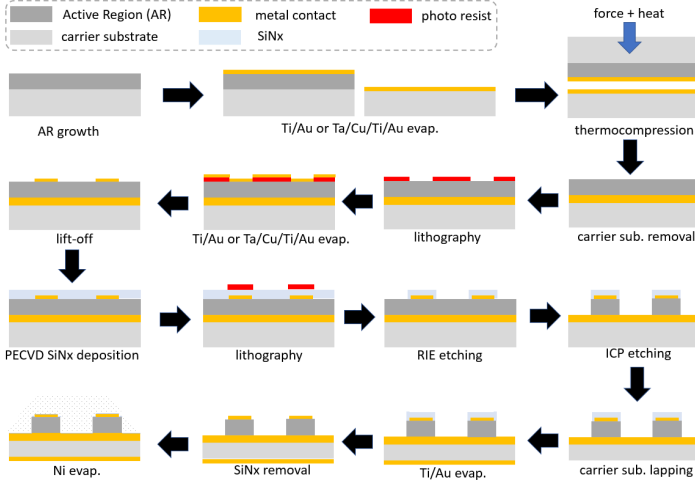 Active Region (AR)
metal contact
photo resist
carrier substrate
SiNx
force + heat
AR growth
Ti/Au or Ta/Cu/Ti/Au evap.
thermocompression
lift-off
Ti/Au or Ta/Cu/Ti/Au evap.
lithography
carrier sub. removal
PECVD SiNx deposition
lithography
RIE etching
ICP etching
Ni evap.
SiNx removal
Ti/Au evap.
carrier sub. lapping